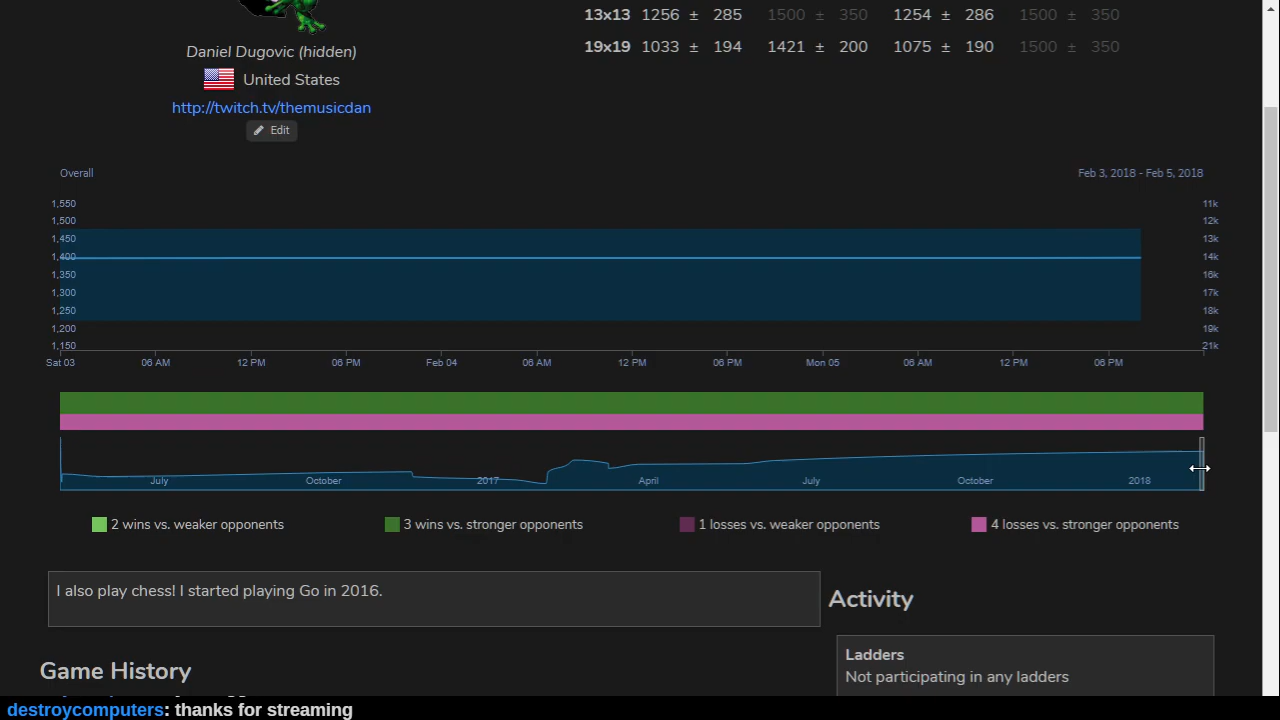 13x13 1256 ± 285 1500 ± 350 1254 ± 286 1500 ± 350
19x19 1033 ± 194 1421 ± 200 1075 ± 190 1500 ± 350
Daniel Dugovic (hidden)
United States
http://twitch.tv/themusicdan
Edit
Overall Feb 3, 2018 - Feb 5, 2018
1,550 11k
1,500 12k
1,450 13k
1,400 14k
1,350 16k
1,300 17k
1,250 18k
1,200 19k
1,150 21k
Sat 03 06 AM 12 PM 06 PM Feb 04 06 AM 12 PM 06 PM Mon 05 06 AM 12 PM 06 PM
July October 2017 April July October 2018
2 wins vs. weaker opponents 3 wins vs. stronger opponents 1 losses vs. weaker opponents 4 losses vs. stronger opponents
I also play chess! I started playing Go in 2016.
Activity
Ladders
Not participating in any ladders
Game History
destroycomputers: thanks for streaming